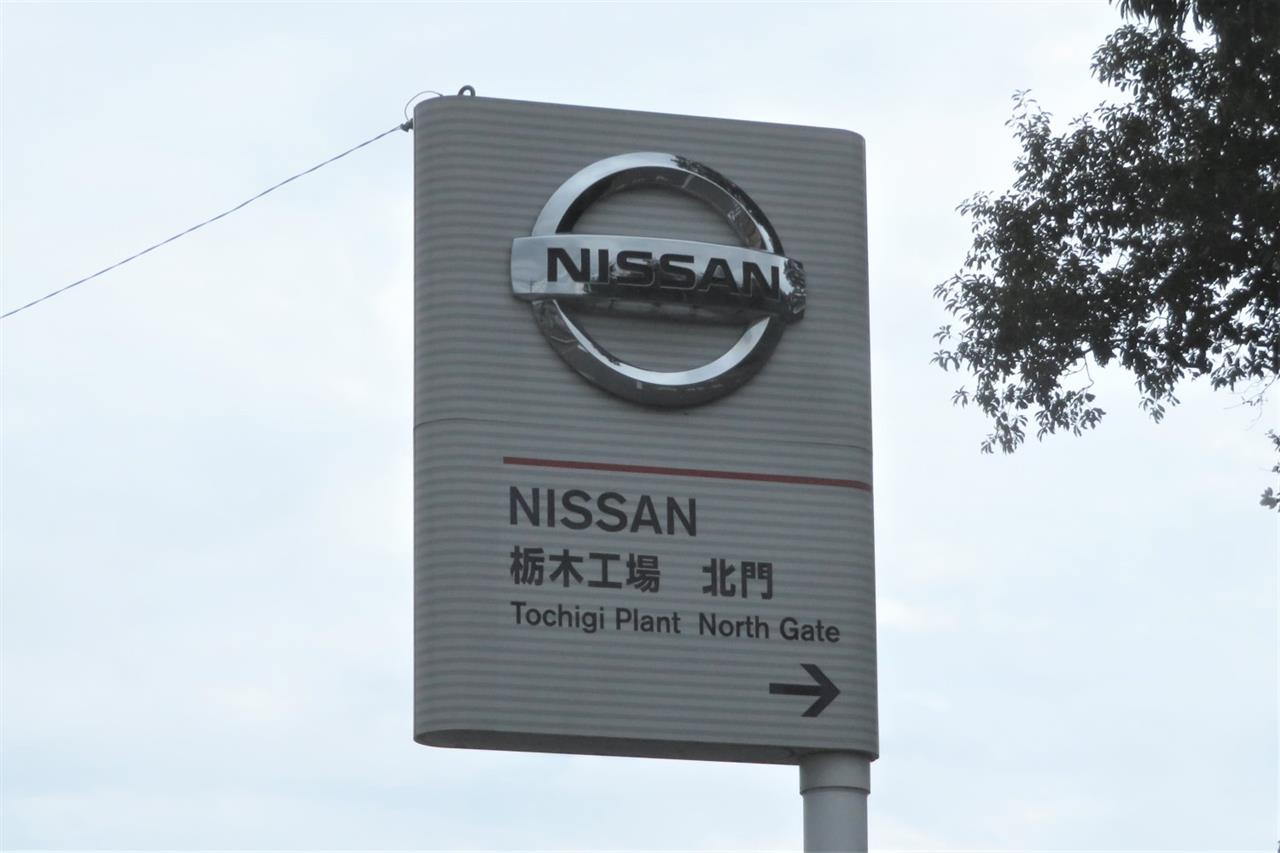 NISSAN
NISSAN
栃木工場　北門
Tochigi Plant North Gate